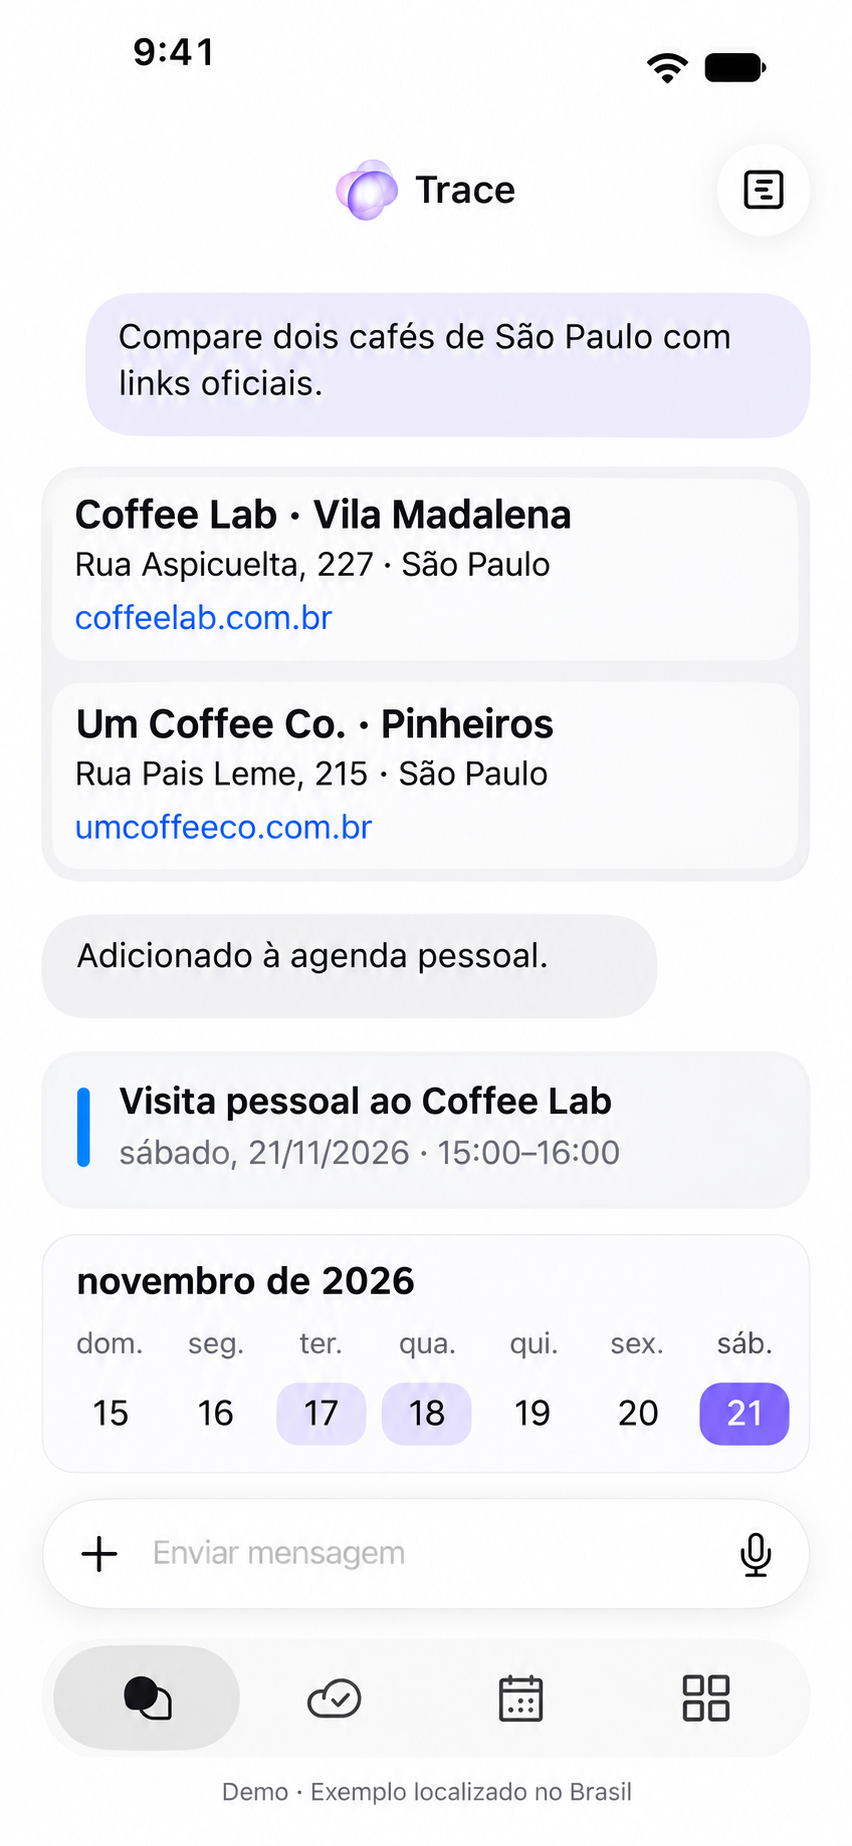 9:41
Trace
Compare dois cafés de São Paulo com
links oficiais.
Coffee Lab · Vila Madalena
Rua Aspicuelta, 227 · São Paulo
coffeelab.com.br
Um Coffee Co. · Pinheiros
Rua Pais Leme, 215 · São Paulo
umcoffeeco.com.br
Adicionado à agenda pessoal.
Visita pessoal ao Coffee Lab
sábado, 21/11/2026 · 15:00–16:00
novembro de 2026
dom. seg. ter. qua. qui. sex. sáb.
15 16 17 18 19 20 21
Enviar mensagem
Demo · Exemplo localizado no Brasil